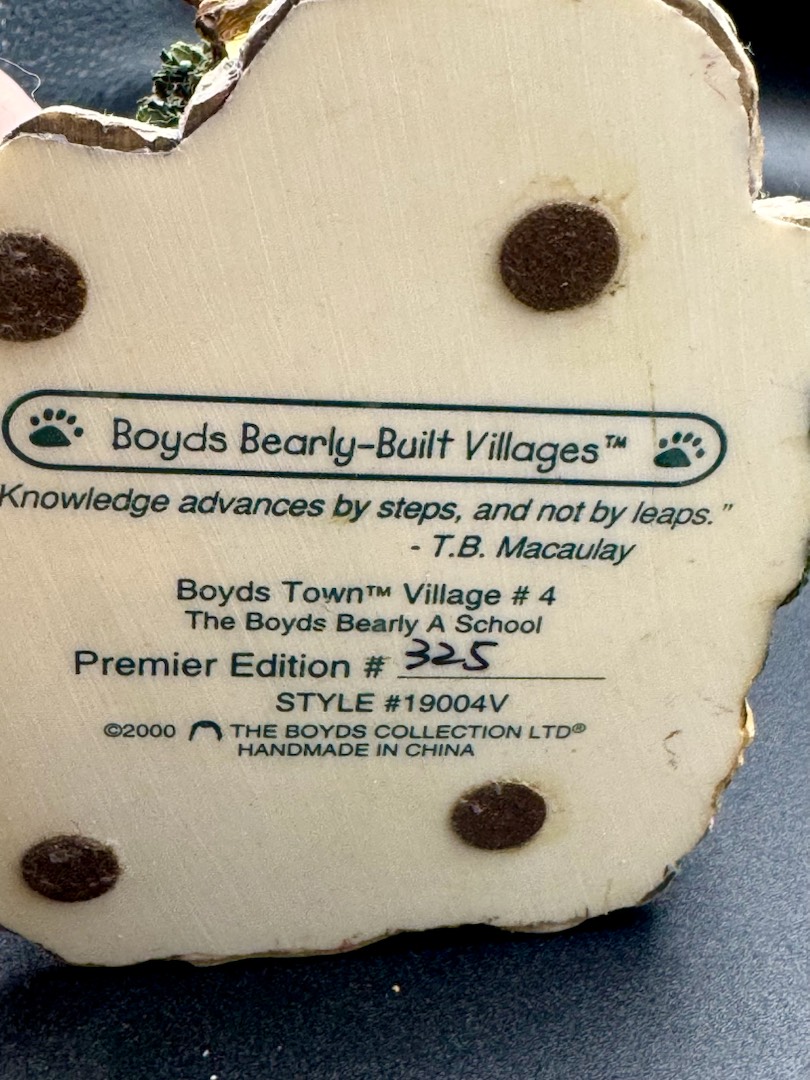 Boyds Bearly-Built Villages™
Knowledge advances by steps, and not by leaps."
- T.B. Macaulay
Boyds Town™ Village # 4
The Boyds Bearly A School
Premier Edition # 325
STYLE #19004V
©2000 THE BOYDS COLLECTION LTD®
HANDMADE IN CHINA